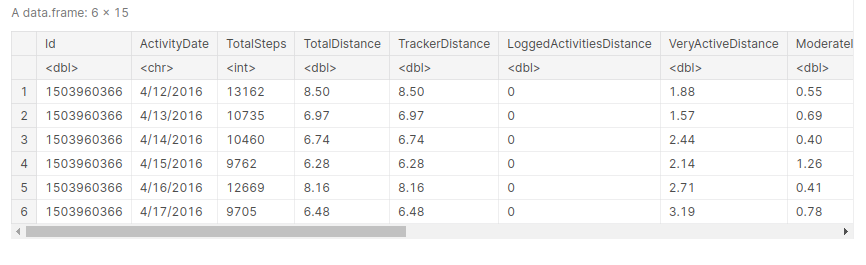 A data.frame: 6 × 15
Id ActivityDate TotalSteps TotalDistance TrackerDistance LoggedActivitiesDistance VeryActiveDistance Moderatel
<dbl> <chr> <int> <dbl> <dbl> <dbl> <dbl> <dbl>
1 1503960366 4/12/2016 13162 8.50 8.50 0 1.88 0.55
2 1503960366 4/13/2016 10735 6.97 6.97 0 1.57 0.69
3 1503960366 4/14/2016 10460 6.74 6.74 0 2.44 0.40
4 1503960366 4/15/2016 9762 6.28 6.28 0 2.14 1.26
5 1503960366 4/16/2016 12669 8.16 8.16 0 2.71 0.41
6 1503960366 4/17/2016 9705 6.48 6.48 0 3.19 0.78